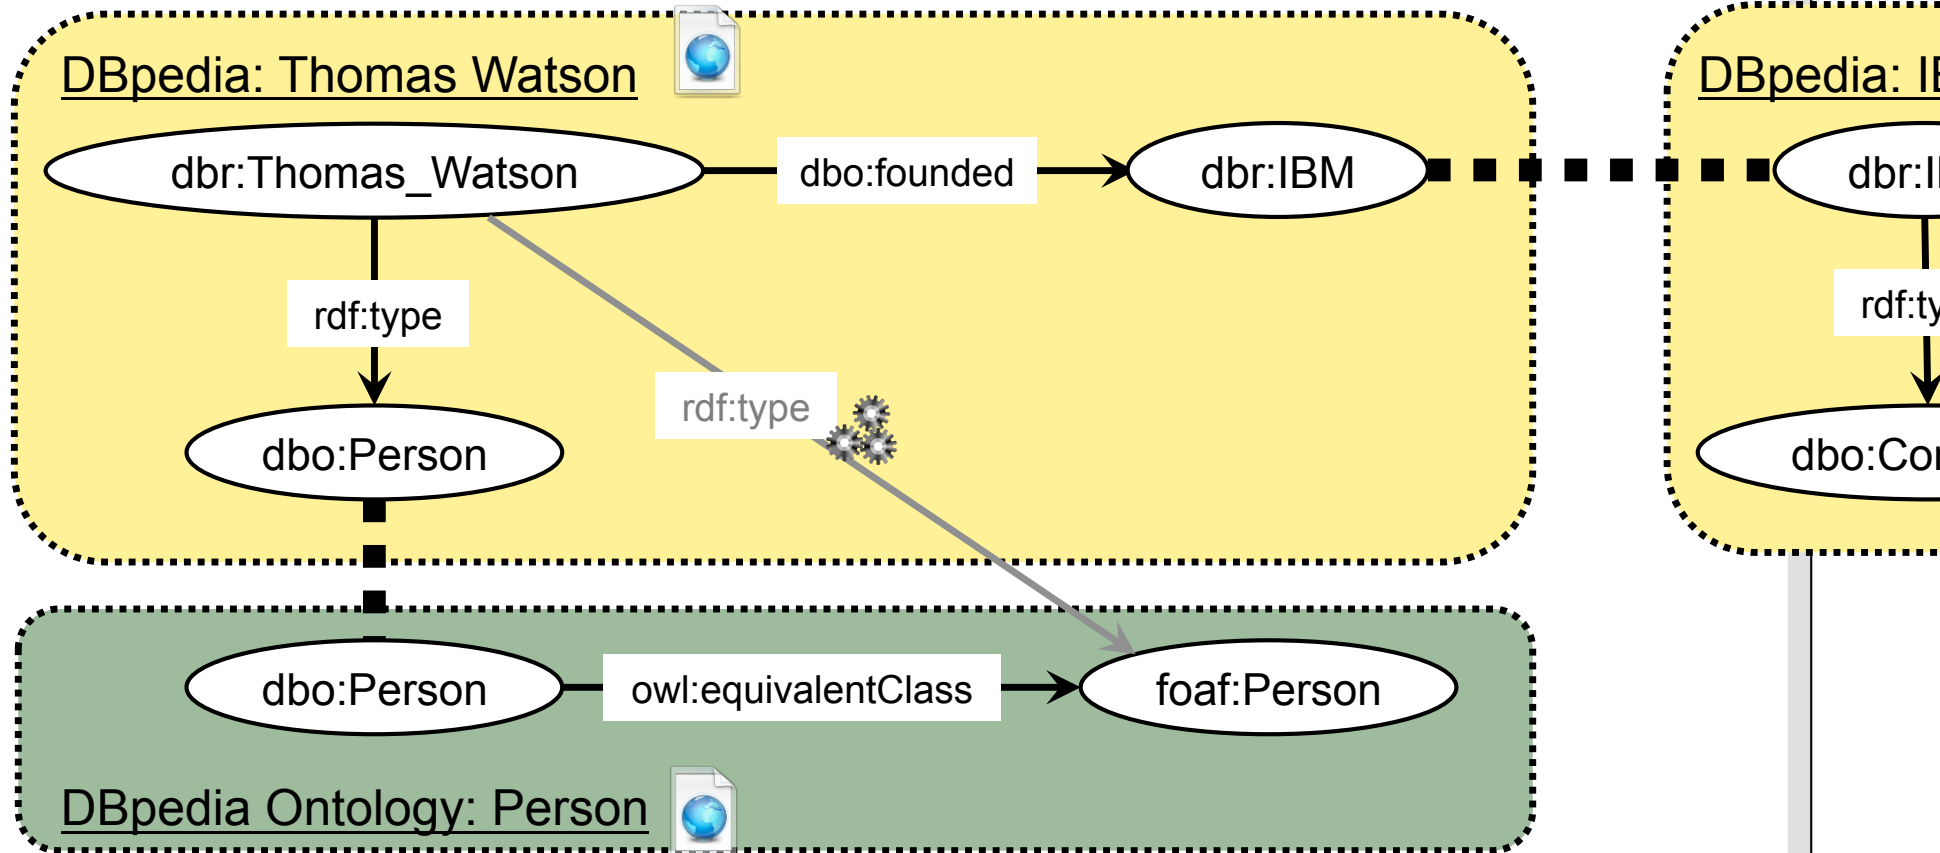 DBpedia: Thomas Watson
dbr:Thomas_Watson
dbo:founded
dbr:IBM
rdf:type
rdf:type
dbo:Person
dbo:Person
owl:equivalentClass
foaf:Person
DBpedia Ontology: Person
DBpedia: